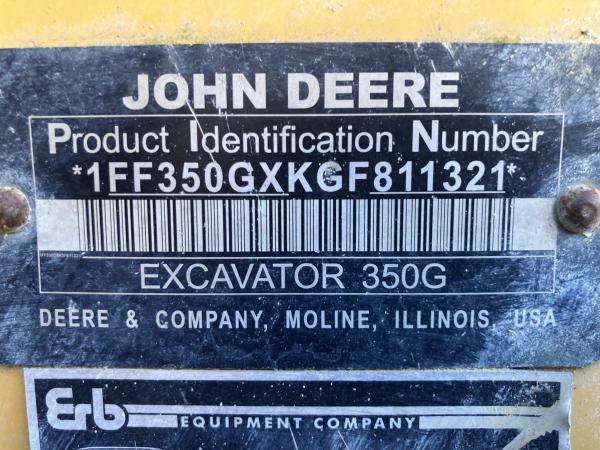 JOHN DEERE
Product Identification Number
*1FF350GXKGF811321*
EXCAVATOR 350G
DEERE & COMPANY, MOLINE, ILLINOIS, USA
Erb
EQUIPMENT COMPANY